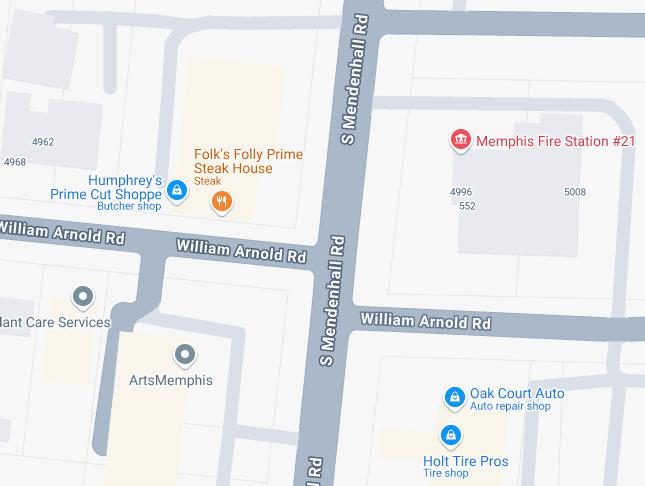 S Mendenhall Rd
4962
4968
Folk's Folly Prime
Steak House
Steak
Humphrey's
Prime Cut Shoppe
Butcher shop
Memphis Fire Station #21
4996
552
5008
William Arnold Rd
William Arnold Rd
S Mendenhall Rd
William Arnold Rd
lant Care Services
ArtsMemphis
Oak Court Auto
Auto repair shop
Holt Tire Pros
Tire shop
Rd